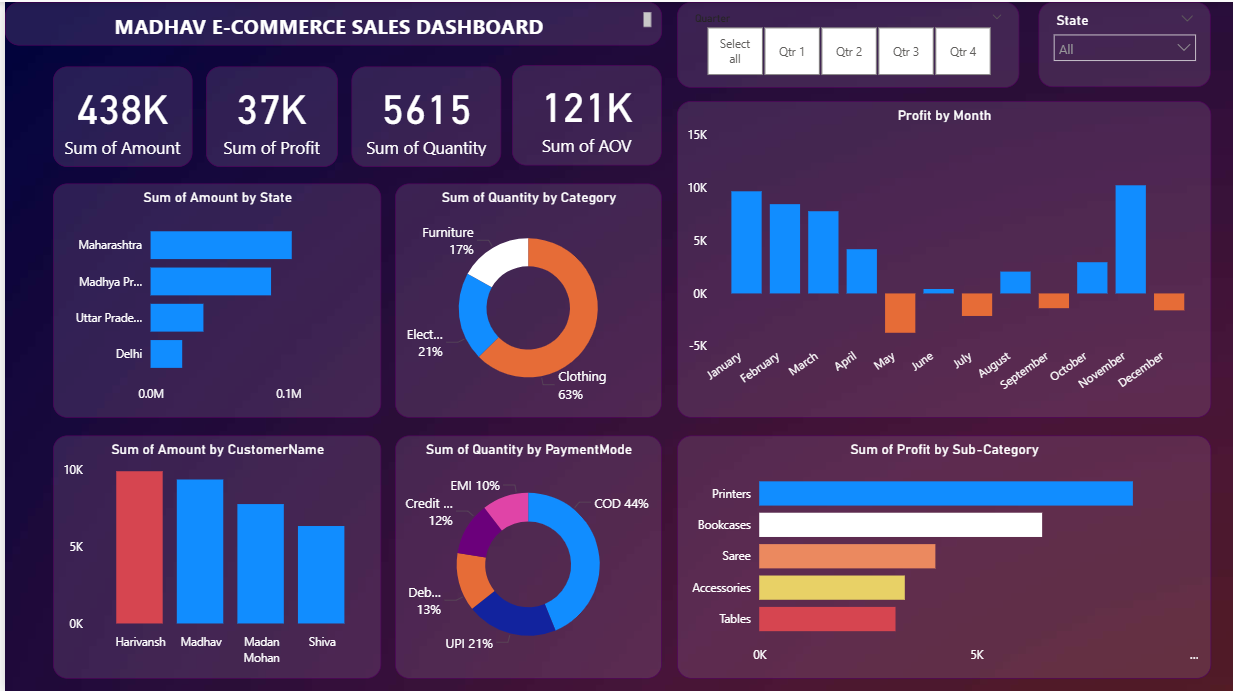 MADHAV E-COMMERCE SALES DASHBOARD
Quarter
Select all
Qtr 1
Qtr 2
Qtr 3
Qtr 4
State
All
438K
Sum of Amount
37K
Sum of Profit
5615
Sum of Quantity
121K
Sum of AOV
Profit by Month
15K
10K
5K
0K
-5K
January
February
March
April
May
June
July
August
September
October
November
December
Sum of Amount by State
Maharashtra
Madhya Pr...
Uttar Prade...
Delhi
0.0M
0.1M
Sum of Quantity by Category
Furniture
17%
Elect...
21%
Clothing
63%
Sum of Amount by CustomerName
10K
5K
0K
Harivansh
Madhav
Madan
Mohan
Shiva
Sum of Quantity by PaymentMode
EMI 10%
Credit ...
12%
Deb...
13%
UPI 21%
COD 44%
Sum of Profit by Sub-Category
Printers
Bookcases
Saree
Accessories
Tables
0K
5K
...